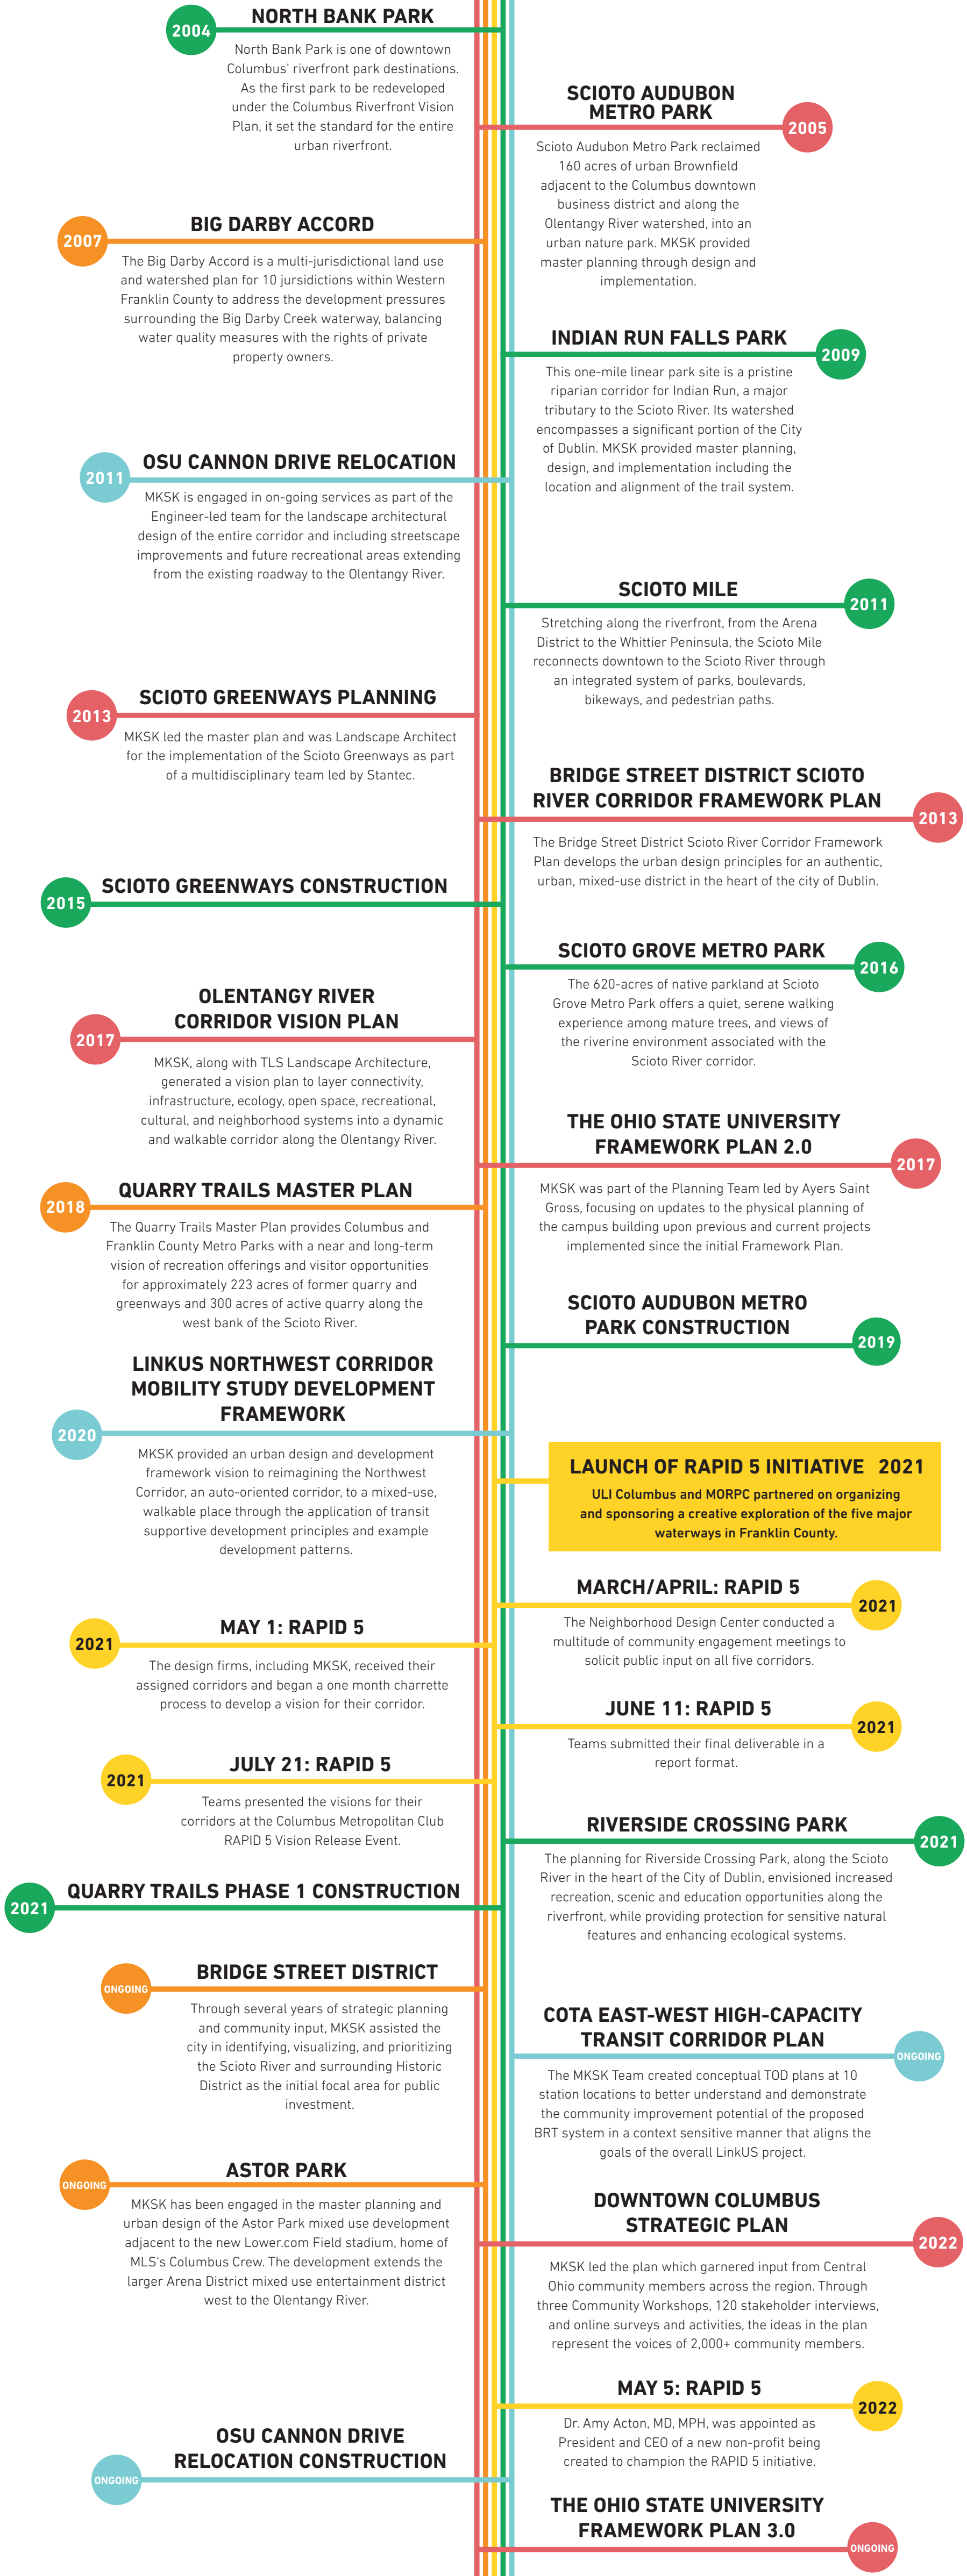 NORTH BANK PARK
2004
North Bank Park is one of downtown
Columbus' riverfront park destinations.
As the first park to be redeveloped
under the Columbus Riverfront Vision
Plan, it set the standard for the entire
urban riverfront.
SCIOTO AUDUBON
METRO PARK
2005
Scioto Audubon Metro Park reclaimed
160 acres of urban Brownfield
adjacent to the Columbus downtown
business district and along the
Olentangy River watershed, into an
urban nature park. MKSK provided
master planning through design and
implementation.
BIG DARBY ACCORD
2007
The Big Darby Accord is a multi-jurisdictional land use
and watershed plan for 10 jursidictions within Western
Franklin County to address the development pressures
surrounding the Big Darby Creek waterway, balancing
water quality measures with the rights of private
property owners.
INDIAN RUN FALLS PARK
2009
This one-mile linear park site is a pristine
riparian corridor for Indian Run, a major
tributary to the Scioto River. Its watershed
encompasses a significant portion of the City
of Dublin. MKSK provided master planning,
design, and implementation including the
location and alignment of the trail system.
OSU CANNON DRIVE RELOCATION
2011
MKSK is engaged in on-going services as part of the
Engineer-led team for the landscape architectural
design of the entire corridor and including streetscape
improvements and future recreational areas extending
from the existing roadway to the Olentangy River.
SCIOTO MILE
2011
Stretching along the riverfront, from the Arena
District to the Whittier Peninsula, the Scioto Mile
reconnects downtown to the Scioto River through
an integrated system of parks, boulevards,
bikeways, and pedestrian paths.
SCIOTO GREENWAYS PLANNING
2013
MKSK led the master plan and was Landscape Architect
for the implementation of the Scioto Greenways as part
of a multidisciplinary team led by Stantec.
BRIDGE STREET DISTRICT SCIOTO
RIVER CORRIDOR FRAMEWORK PLAN
2013
The Bridge Street District Scioto River Corridor Framework
Plan develops the urban design principles for an authentic,
urban, mixed-use district in the heart of the city of Dublin.
SCIOTO GREENWAYS CONSTRUCTION
2015
SCIOTO GROVE METRO PARK
2016
The 620-acres of native parkland at Scioto
Grove Metro Park offers a quiet, serene walking
experience among mature trees, and views of
the riverine environment associated with the
Scioto River corridor.
OLENTANGY RIVER
CORRIDOR VISION PLAN
2017
MKSK, along with TLS Landscape Architecture,
generated a vision plan to layer connectivity,
infrastructure, ecology, open space, recreational,
cultural, and neighborhood systems into a dynamic
and walkable corridor along the Olentangy River.
THE OHIO STATE UNIVERSITY
FRAMEWORK PLAN 2.0
2017
MKSK was part of the Planning Team led by Ayers Saint
Gross, focusing on updates to the physical planning of
the campus building upon previous and current projects
implemented since the initial Framework Plan.
QUARRY TRAILS MASTER PLAN
2018
The Quarry Trails Master Plan provides Columbus and
Franklin County Metro Parks with a near and long-term
vision of recreation offerings and visitor opportunities
for approximately 223 acres of former quarry and
greenways and 300 acres of active quarry along the
west bank of the Scioto River.
SCIOTO AUDUBON METRO
PARK CONSTRUCTION
2019
LINKUS NORTHWEST CORRIDOR
MOBILITY STUDY DEVELOPMENT
FRAMEWORK
2020
MKSK provided an urban design and development
framework vision to reimagining the Northwest
Corridor, an auto-oriented corridor, to a mixed-use,
walkable place through the application of transit
supportive development principles and example
development patterns.
LAUNCH OF RAPID 5 INITIATIVE 2021
ULI Columbus and MORPC partnered on organizing
and sponsoring a creative exploration of the five major
waterways in Franklin County.
MARCH/APRIL: RAPID 5
2021
The Neighborhood Design Center conducted a
multitude of community engagement meetings to
solicit public input on all five corridors.
MAY 1: RAPID 5
2021
The design firms, including MKSK, received their
assigned corridors and began a one month charrette
process to develop a vision for their corridor.
JUNE 11: RAPID 5
2021
Teams submitted their final deliverable in a
report format.
JULY 21: RAPID 5
2021
Teams presented the visions for their
corridors at the Columbus Metropolitan Club
RAPID 5 Vision Release Event.
RIVERSIDE CROSSING PARK
2021
The planning for Riverside Crossing Park, along the Scioto
River in the heart of the City of Dublin, envisioned increased
recreation, scenic and education opportunities along the
riverfront, while providing protection for sensitive natural
features and enhancing ecological systems.
QUARRY TRAILS PHASE 1 CONSTRUCTION
2021
BRIDGE STREET DISTRICT
ONGOING
Through several years of strategic planning
and community input, MKSK assisted the
city in identifying, visualizing, and prioritizing
the Scioto River and surrounding Historic
District as the initial focal area for public
investment.
COTA EAST-WEST HIGH-CAPACITY
TRANSIT CORRIDOR PLAN
ONGOING
The MKSK Team created conceptual TOD plans at 10
station locations to better understand and demonstrate
the community improvement potential of the proposed
BRT system in a context sensitive manner that aligns the
goals of the overall LinkUS project.
ASTOR PARK
ONGOING
MKSK has been engaged in the master planning and
urban design of the Astor Park mixed use development
adjacent to the new Lower.com Field stadium, home of
MLS's Columbus Crew. The development extends the
larger Arena District mixed use entertainment district
west to the Olentangy River.
DOWNTOWN COLUMBUS
STRATEGIC PLAN
2022
MKSK led the plan which garnered input from Central
Ohio community members across the region. Through
three Community Workshops, 120 stakeholder interviews,
and online surveys and activities, the ideas in the plan
represent the voices of 2,000+ community members.
MAY 5: RAPID 5
2022
Dr. Amy Acton, MD, MPH, was appointed as
President and CEO of a new non-profit being
created to champion the RAPID 5 initiative.
OSU CANNON DRIVE
RELOCATION CONSTRUCTION
ONGOING
THE OHIO STATE UNIVERSITY
FRAMEWORK PLAN 3.0
ONGOING